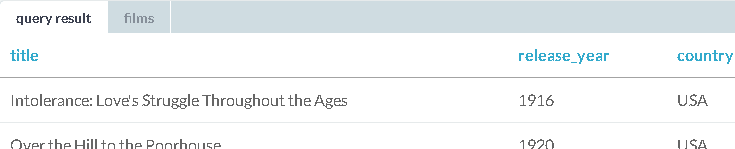 query result films
title release_year country
Intolerance: Love's Struggle Throughout the Ages 1916 USA
Over the Hill to the Poorhouse 1920 USA